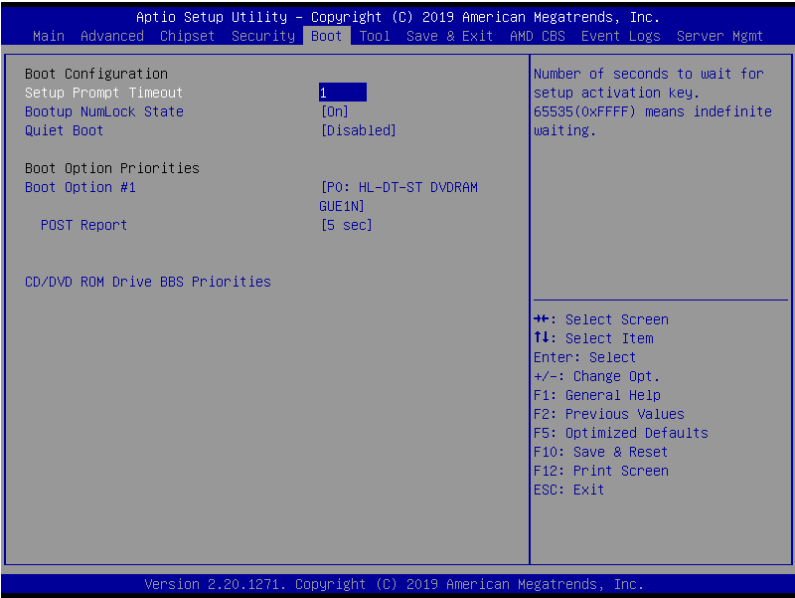 Aptio Setup Utility – Copyright (C) 2019 American Megatrends, Inc.
Main Advanced Chipset Security Boot Tool Save & Exit AMD CBS Event Logs Server Mgmt
Boot Configuration
Setup Prompt Timeout 1
Bootup NumLock State [On]
Quiet Boot [Disabled]
Boot Option Priorities
Boot Option #1 [P0: HL-DT-ST DVDRAM
GUE1N]
POST Report [5 sec]
CD/DVD ROM Drive BBS Priorities
Number of seconds to wait for
setup activation key.
65535(0xFFFF) means indefinite
waiting.
→←: Select Screen
↑↓: Select Item
Enter: Select
+/-: Change Opt.
F1: General Help
F2: Previous Values
F5: Optimized Defaults
F10: Save & Reset
F12: Print Screen
ESC: Exit
Version 2.20.1271. Copyright (C) 2019 American Megatrends, Inc.